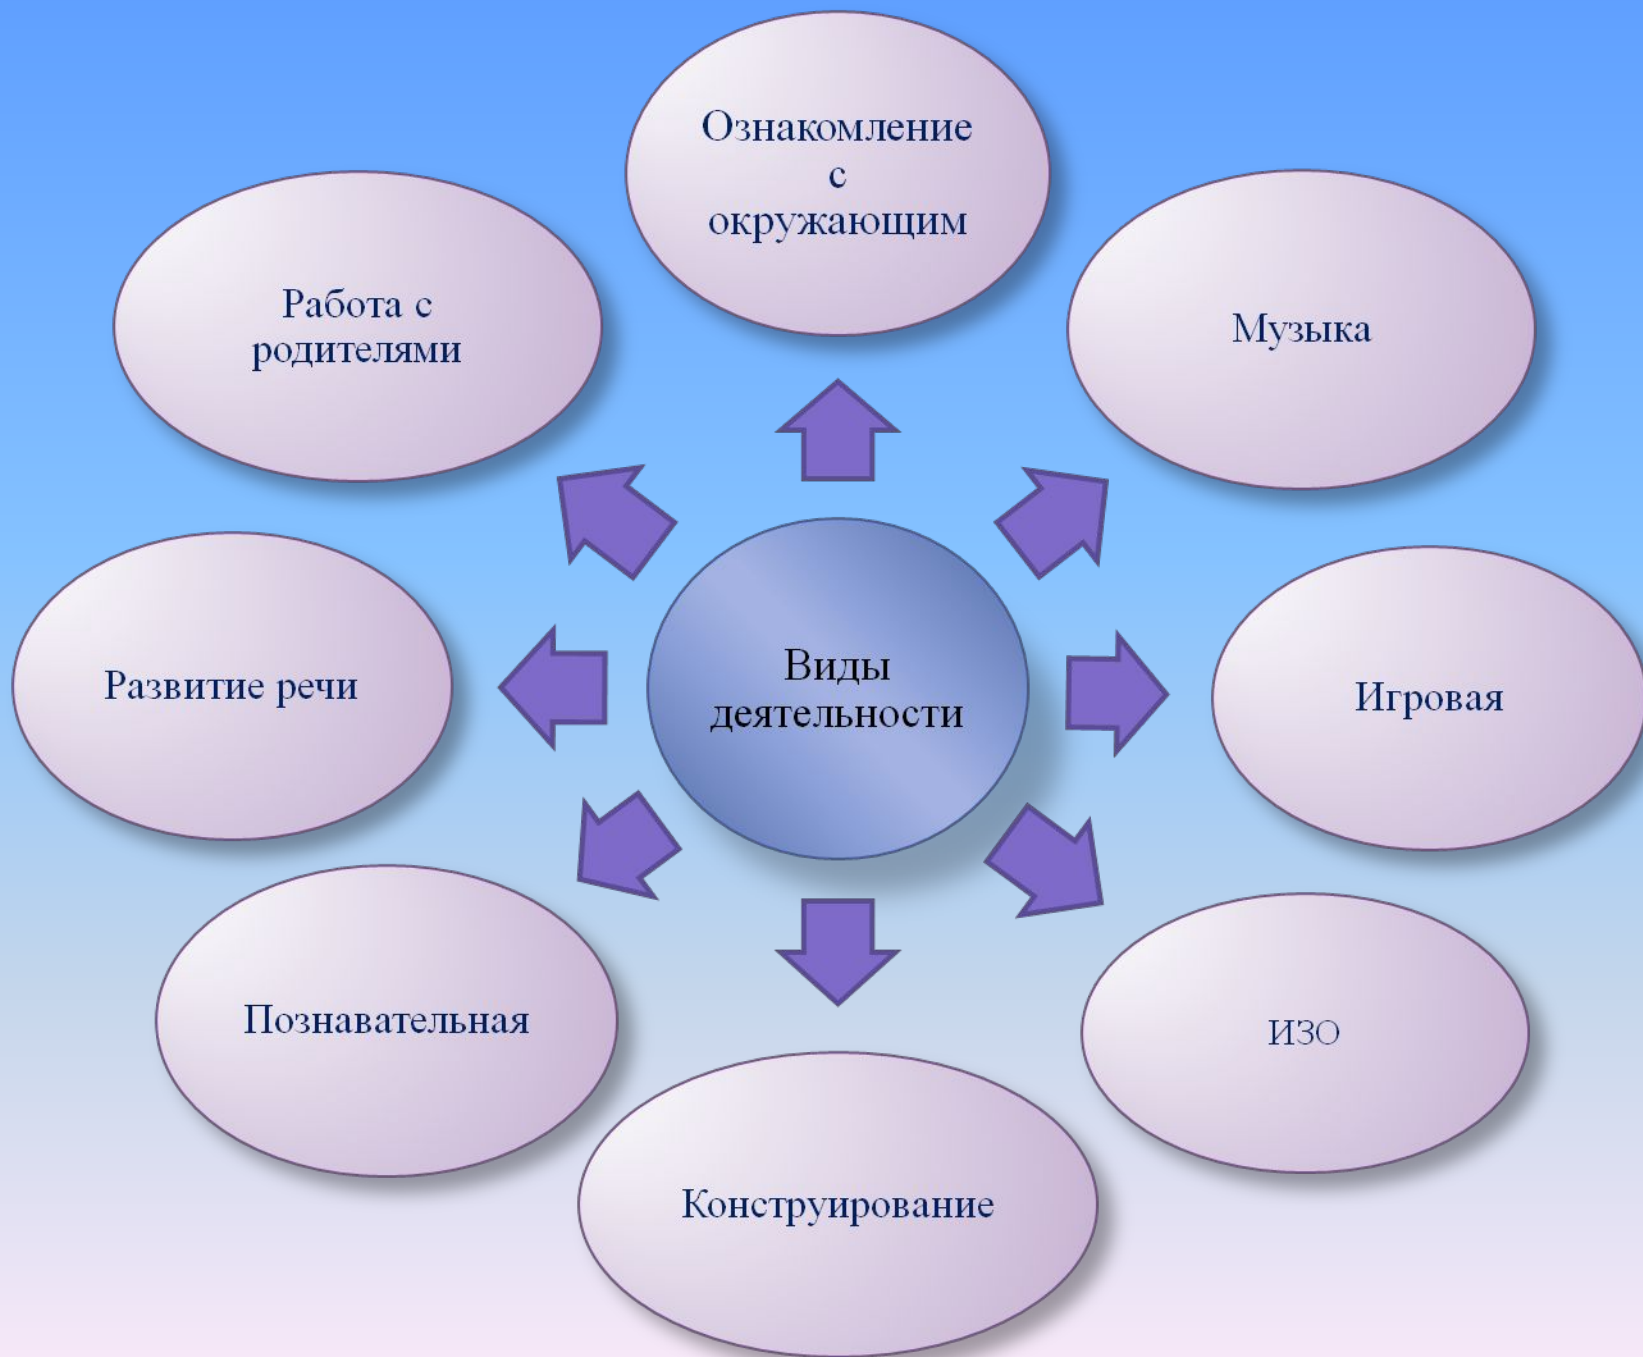 Ознакомление
с
окружающим
Работа с
родителями
Музыка
Развитие речи
Виды
деятельности
Игровая
Познавательная
ИЗО
Конструирование